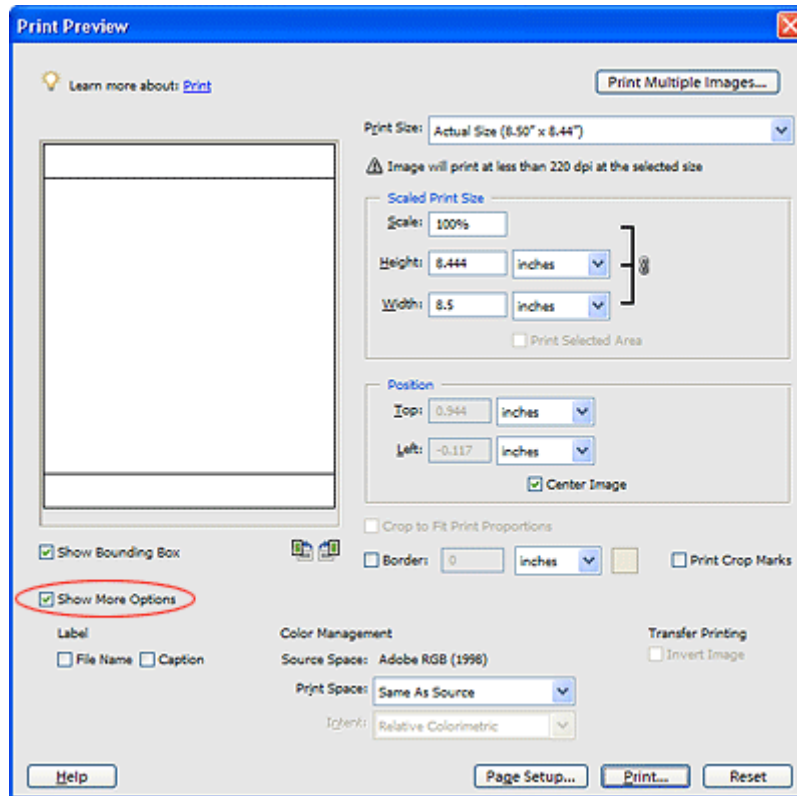 Print Preview
Learn more about: Print
Print Multiple Images...
Print Size: Actual Size (8.50" x 8.44")
Image will print at less than 220 dpi at the selected size
Scaled Print Size
Scale: 100%
Height: 8.444 inches
Width: 8.5 inches
Print Selected Area
Position
Top: 0.944 inches
Left: -0.117 inches
Center Image
Crop to Fit Print Proportions
Show Bounding Box
Border: 0 inches
Print Crop Marks
Show More Options
Label
Color Management
Transfer Printing
File Name Caption
Source Space: Adobe RGB (1998)
Invert Image
Print Space: Same As Source
Intent: Relative Colorimetric
Help
Page Setup...
Print...
Reset